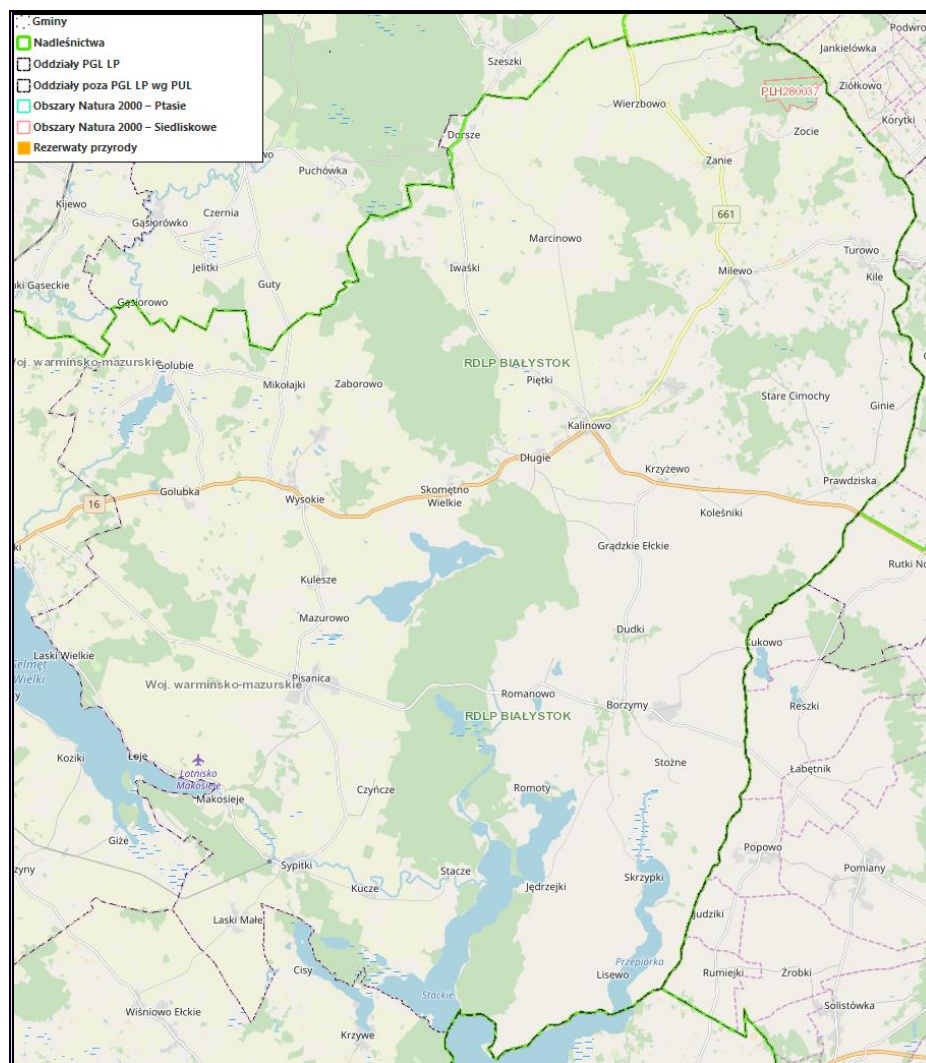 Gminy
Nadleśnictwa
Oddziały PGL LP
Oddziały poza PGL LP wg PUL
Obszary Natura 2000 – Ptasie
Obszary Natura 2000 – Siedliskowe
Rezerwaty przyrody
Podwro
Jankielówka
Szeszki
PLH280037
Ziółkowo
Wierzbowo
Korytki
Dorsze
Zocie
Zanie
Puchówka
Kijewo
Czernia
Gąsiorówko
661
Marcinowo
Turowo
Jelitki
Iwaśki
Milewo
Kile
ki Gąseckie
Guty
Gąsiorowo
Woj. warmińsko-mazurskie
RDLP BIAŁYSTOK
Golubie
Mikołajki
Zaborowo
Piętki
Stare Cimochy
Ginie
Kalinowo
Długie
Krzyżewo
Golubka
Skomętno
Wielkie
Prawdziska
16
Wysokie
Koleśniki
ki
Grądzkie Ełckie
Rutki No
Kulesze
Mazurowo
Dudki
Kukowo
Laski Wielkie
Selmęt
Wielki
Pisanica
Woj. warmińsko-mazurskie
Romanowo
Borzymy
Reszki
RDLP BIAŁYSTOK
Koziki
Łoje
Lotnisko
Makosieje
Makosieje
Stożne
Łabętnik
Czyńcze
Romoty
Giże
Popowo
Sypitki
Stacze
Pomiany
Kucze
Jędrzejki
Skrzypki
Laski Małe
Judziki
Cisy
Przepiórka
Lisewo
Rumiejki
Żrobki
Stackie
Wiśniowo Ełckie
Solistówka
Krzywe